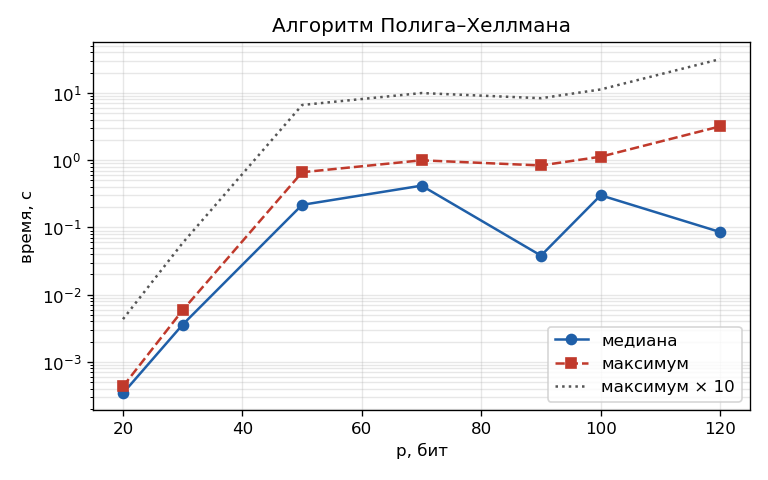 Алгоритм Полига–Хеллмана
время, с
10¹
10⁰
10⁻¹
10⁻²
10⁻³
медиана
максимум
максимум × 10
20 40 60 80 100 120
p, бит